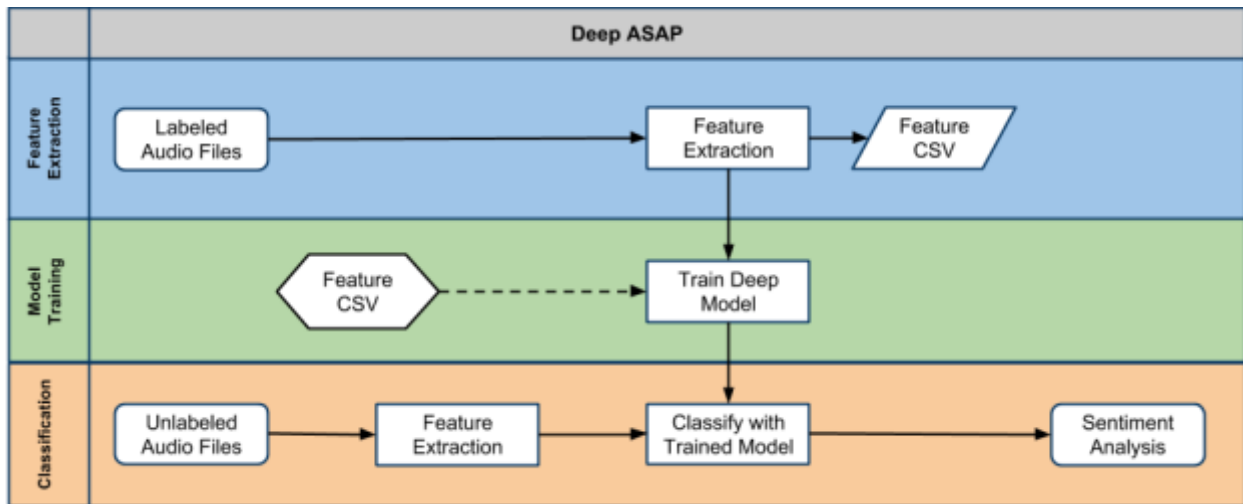 Deep ASAP
Feature
Extraction
Labeled
Audio Files
Feature
Extraction
Feature
CSV
Model
Training
Feature
CSV
Train Deep
Model
Classification
Unlabeled
Audio Files
Feature
Extraction
Classify with
Trained Model
Sentiment
Analysis